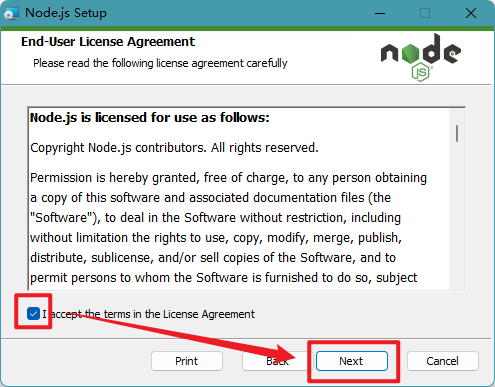 Node.js Setup
End-User License Agreement
Please read the following license agreement carefully
node
JS
Node.js is licensed for use as follows:
Copyright Node.js contributors. All rights reserved.
Permission is hereby granted, free of charge, to any person obtaining
a copy of this software and associated documentation files (the
"Software"), to deal in the Software without restriction, including
without limitation the rights to use, copy, modify, merge, publish,
distribute, sublicense, and/or sell copies of the Software, and to
permit persons to whom the Software is furnished to do so, subject
I accept the terms in the License Agreement
Print Back Next Cancel